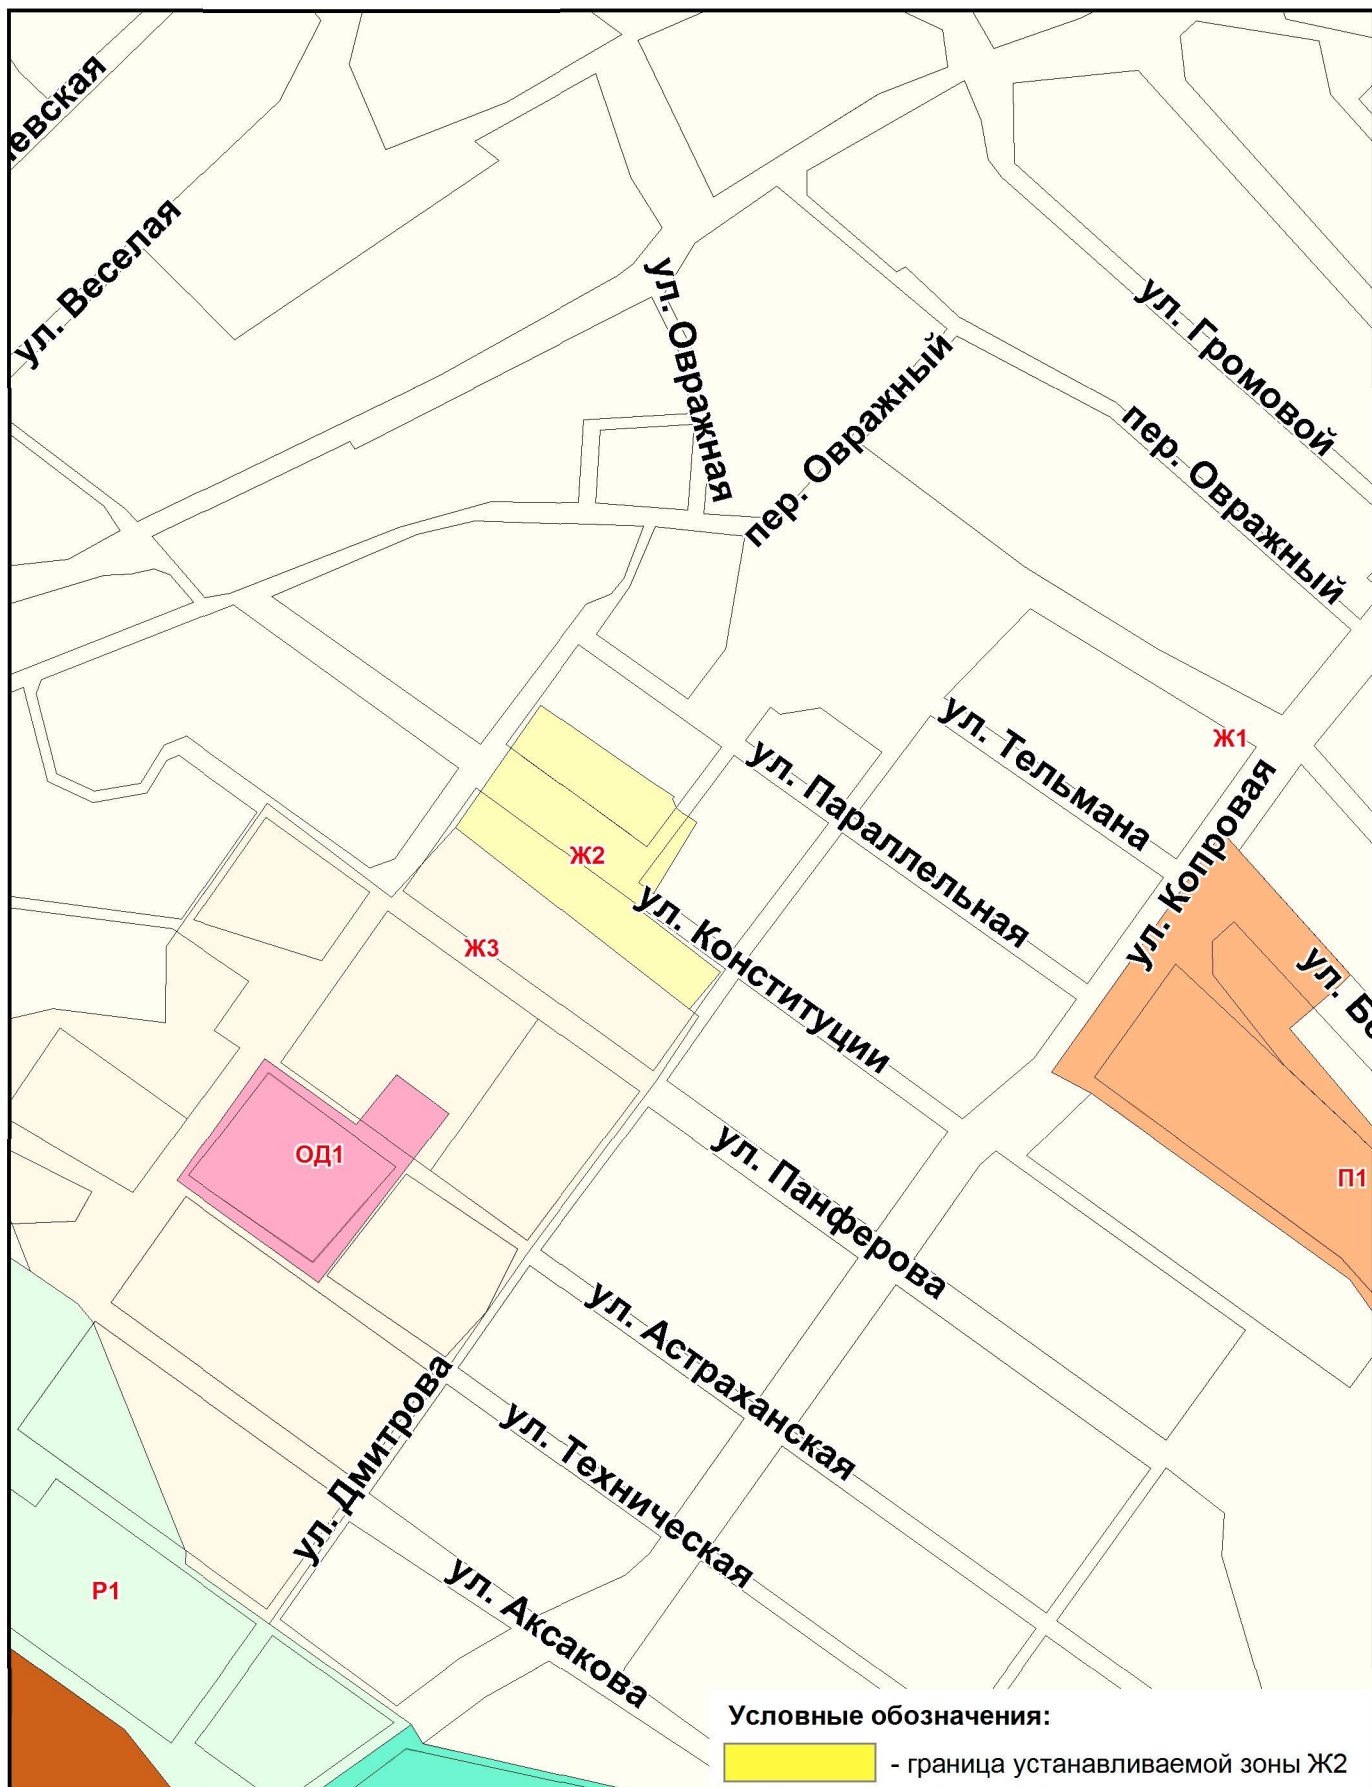 ул. Веселая
ул. Овражная
пер. Овражный
ул. Громовой
пер. Овражный
ул. Тельмана
Ж1
ул. Параллельная
ул. Копровая
Ж2
ул. Конституции
Ж3
ул.
ОД1
ул. Панферова
П1
ул. Астраханская
ул. Дмитрова
ул. Техническая
Р1
ул. Аксакова
Условные обозначения:
- граница устанавливаемой зоны Ж2